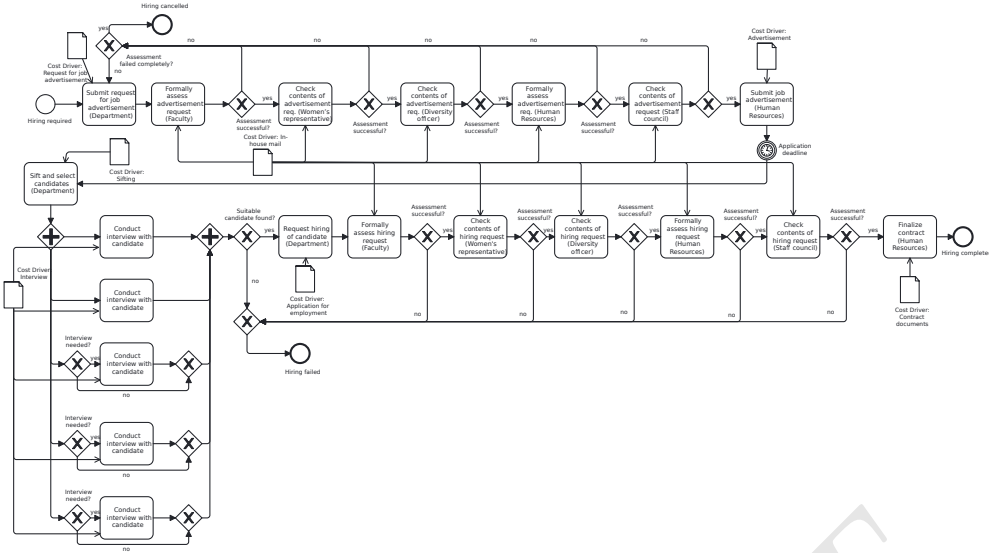 Hiring cancelled
yes
no
no
no
no
no
Cost Driver:
Advertisement
Assessment
failed completely?
Cost Driver:
Request for job
advertisement
no
Hiring required
Submit request
for job
advertisement
(Department)
Formally
assess
advertisement
request
(Faculty)
yes
Assessment
successful?
Check
contents of
advertisement
req. (Women's
representative)
yes
Assessment
successful?
Check
contents of
advertisement
req. (Diversity
officer)
yes
Assessment
successful?
Formally
assess
advertisement
req. (Human
Resources)
yes
Assessment
successful?
Check
contents of
advertisement
request (Staff
council)
yes
Submit job
advertisement
(Human
Resources)
Cost Driver: In-
house mail
Application
deadline
Cost Driver:
Sifting
Sift and select
candidates
(Department)
Conduct
interview with
candidate
Suitable
candidate found?
yes
Request hiring
of candidate
(Department)
Formally
assess hiring
request
(Faculty)
Assessment
successful?
yes
Check
contents of
hiring request
(Women's
representative)
Assessment
successful?
yes
Check
contents of
hiring request
(Diversity
officer)
Assessment
successful?
yes
Formally
assess hiring
request
(Human
Resources)
Assessment
successful?
yes
Check
contents of
hiring request
(Staff council)
Assessment
successful?
yes
Finalize
contract
(Human
Resources)
Hiring complete
Cost Driver:
Interview
Conduct
interview with
candidate
no
Cost Driver:
Application for
employment
no
no
no
no
no
Cost Driver:
Contract
documents
Hiring failed
Interview
needed?
yes
Conduct
interview with
candidate
no
Interview
needed?
yes
Conduct
interview with
candidate
no
Interview
needed?
yes
Conduct
interview with
candidate
no